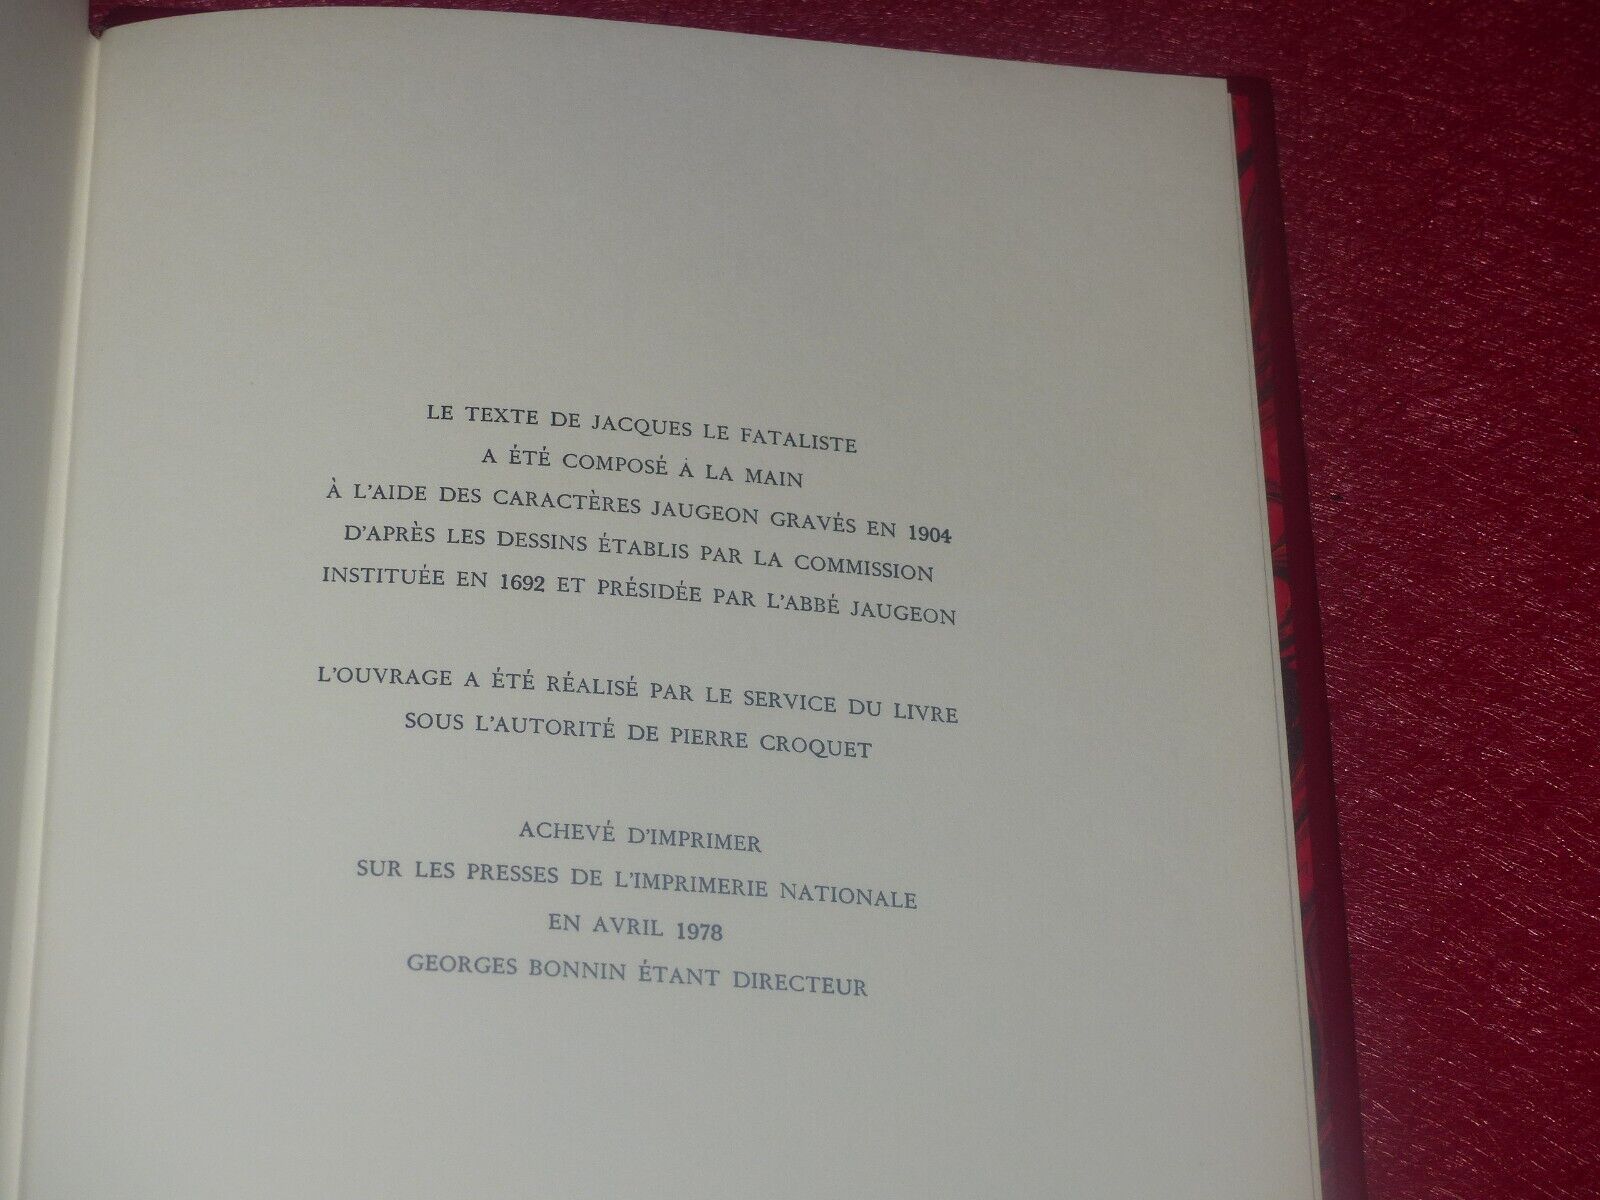 LE TEXTE DE JACQUES LE FATALISTE
A ÉTÉ COMPOSÉ À LA MAIN
À L'AIDE DES CARACTÈRES JAUGEON GRAVÉS EN 1904
D'APRÈS LES DESSINS ÉTABLIS PAR LA COMMISSION
INSTITUÉE EN 1692 ET PRÉSIDÉE PAR L'ABBÉ JAUGEON
L'OUVRAGE A ÉTÉ RÉALISÉ PAR LE SERVICE DU LIVRE
SOUS L'AUTORITÉ DE PIERRE CROQUET
ACHEVÉ D'IMPRIMER
SUR LES PRESSES DE L'IMPRIMERIE NATIONALE
EN AVRIL 1978
GEORGES BONNIN ÉTANT DIRECTEUR